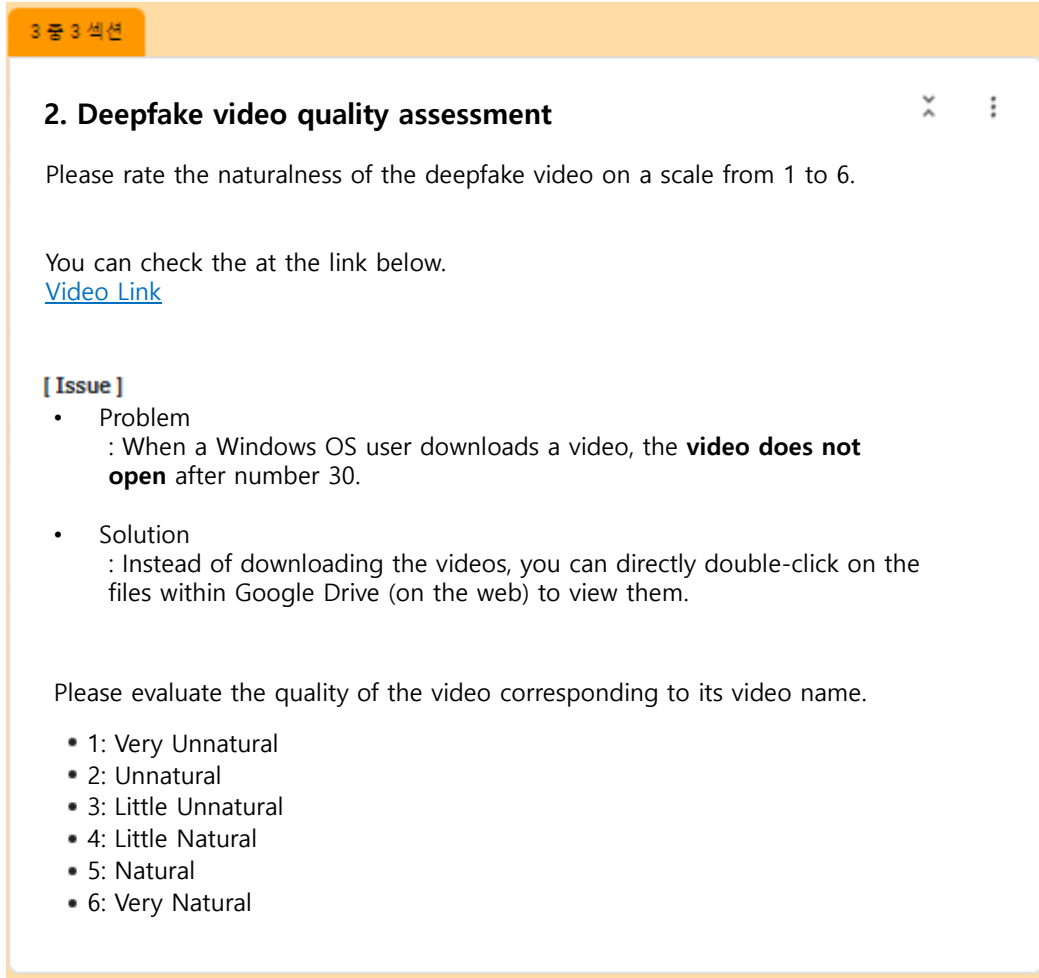 3 중 3 섹션
2. Deepfake video quality assessment
Please rate the naturalness of the deepfake video on a scale from 1 to 6.
You can check the at the link below.
Video Link
[ Issue ]
• Problem
: When a Windows OS user downloads a video, the video does not
open after number 30.
• Solution
: Instead of downloading the videos, you can directly double-click on the
files within Google Drive (on the web) to view them.
Please evaluate the quality of the video corresponding to its video name.
• 1: Very Unnatural
• 2: Unnatural
• 3: Little Unnatural
• 4: Little Natural
• 5: Natural
• 6: Very Natural